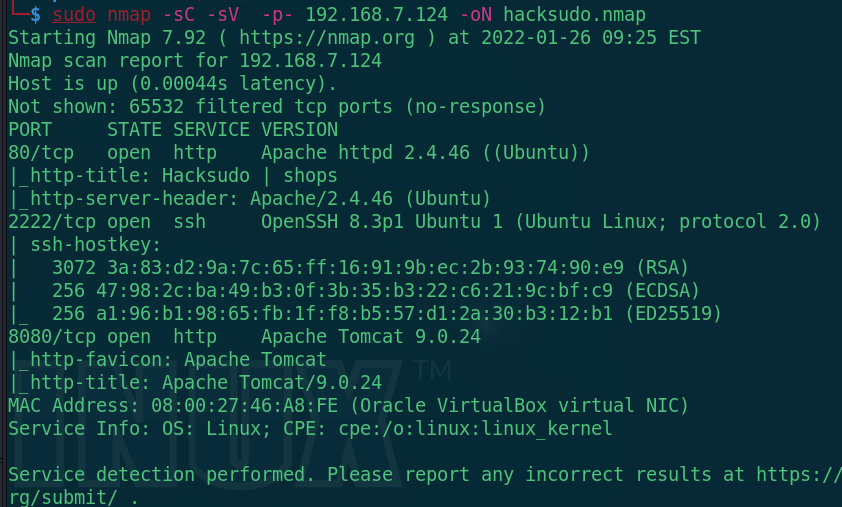 └─$ sudo nmap -sC -sV  -p- 192.168.7.124 -oN hacksudo.nmap
Starting Nmap 7.92 ( https://nmap.org ) at 2022-01-26 09:25 EST
Nmap scan report for 192.168.7.124
Host is up (0.00044s latency).
Not shown: 65532 filtered tcp ports (no-response)
PORT     STATE SERVICE VERSION
80/tcp   open  http    Apache httpd 2.4.46 ((Ubuntu))
|_http-title: Hacksudo | shops
|_http-server-header: Apache/2.4.46 (Ubuntu)
2222/tcp open  ssh     OpenSSH 8.3p1 Ubuntu 1 (Ubuntu Linux; protocol 2.0)
| ssh-hostkey:
|   3072 3a:83:d2:9a:7c:65:ff:16:91:9b:ec:2b:93:74:90:e9 (RSA)
|   256 47:98:2c:ba:49:b3:0f:3b:35:b3:22:c6:21:9c:bf:c9 (ECDSA)
|_  256 a1:96:b1:98:65:fb:1f:f8:b5:57:d1:2a:30:b3:12:b1 (ED25519)
8080/tcp open  http    Apache Tomcat 9.0.24
|_http-favicon: Apache Tomcat
|_http-title: Apache Tomcat/9.0.24
MAC Address: 08:00:27:46:A8:FE (Oracle VirtualBox virtual NIC)
Service Info: OS: Linux; CPE: cpe:/o:linux:linux_kernel

Service detection performed. Please report any incorrect results at https://
rg/submit/ .
LINUX™